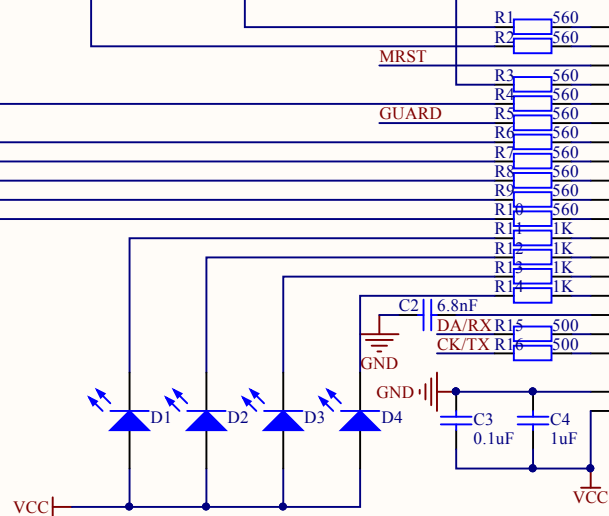 R1 560
R2 560
MRST
R3 560
R4 560
GUARD R5 560
R6 560
R7 560
R8 560
R9 560
R10 560
R11 1K
R12 1K
R13 1K
R14 1K
C2 6.8nF
DA/RX R15 500
CK/TX R16 500
GND
GND
D1 D2 D3 D4 C3 C4
0.1uF 1uF
VCC
VCC